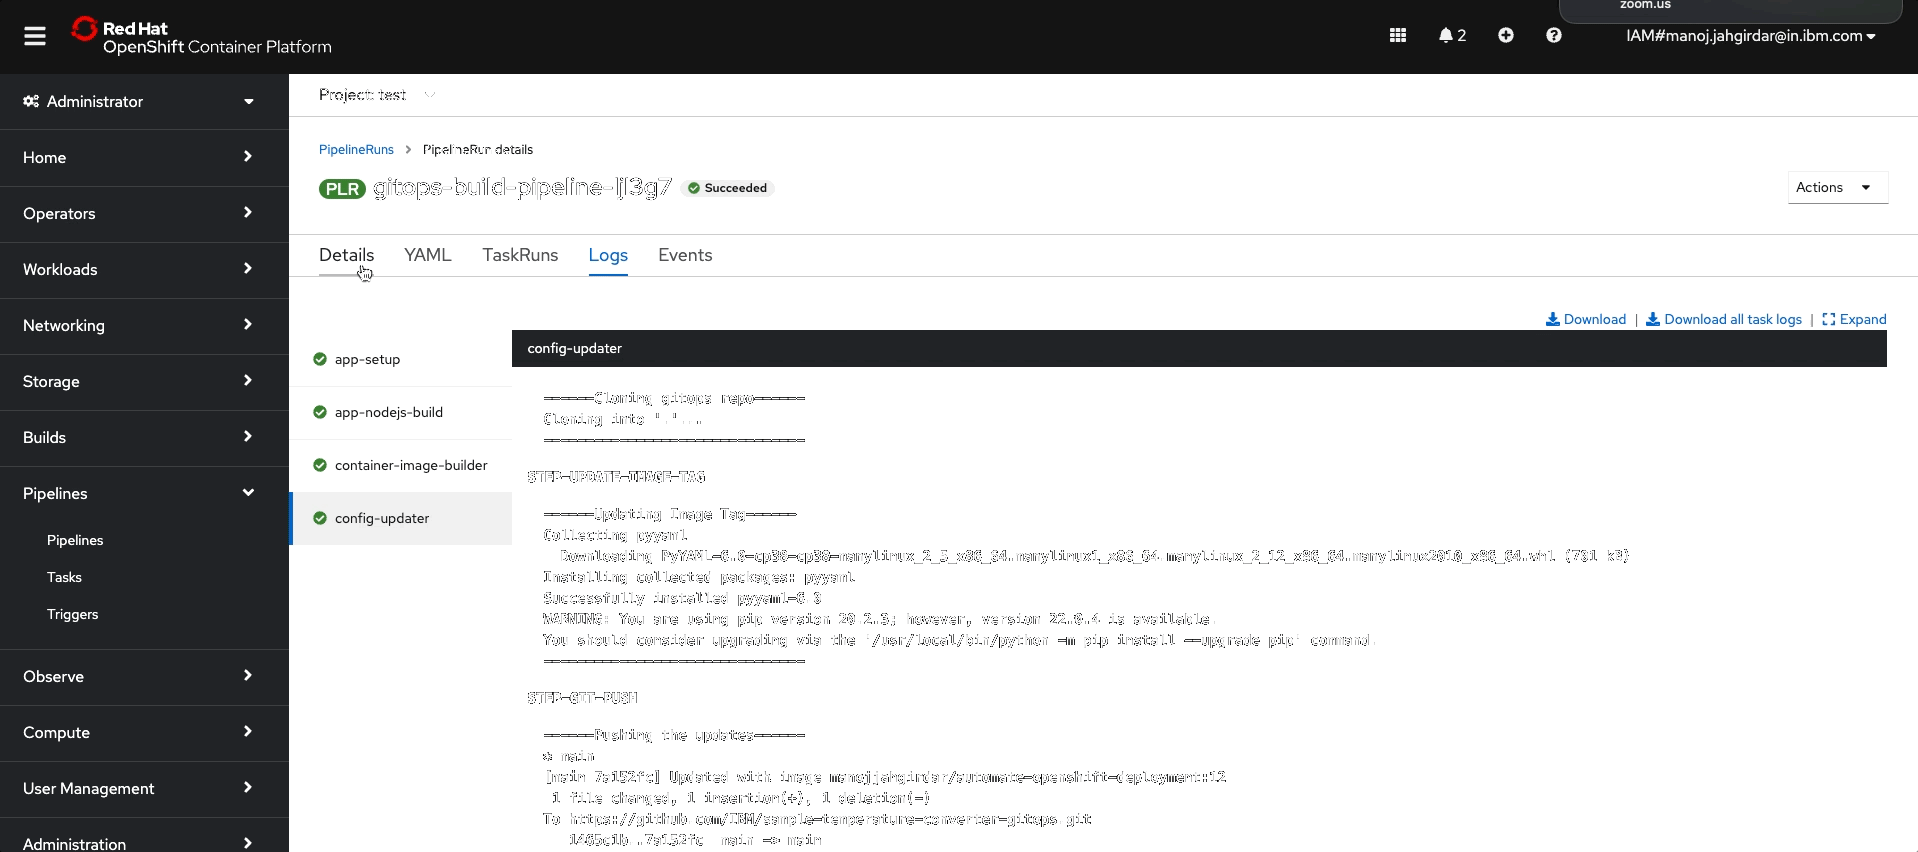 zoom.us
Red Hat
OpenShift Container Platform
2
IAM#manoj.jahgirdar@in.ibm.com
Administrator
Home
Operators
Workloads
Networking
Storage
Builds
Pipelines
Pipelines
Tasks
Triggers
Observe
Compute
User Management
Administration
Project: test
PipelineRuns > PipelineRun details
PLR gitops-build-pipeline-ljl3g7 Succeeded
Actions
Details YAML TaskRuns Logs Events
Download | Download all task logs | Expand
app-setup
app-nodejs-build
container-image-builder
config-updater
config-updater
======Cloning gitops repo======
Cloning into '.'...
===============================
STEP-UPDATE-IMAGE-TAG
======Updating Image Tag======
Collecting pyyaml
Downloading PyYAML-6.0-cp38-cp38-manylinux_2_5_x86_64.manylinux1_x86_64.manylinux_2_12_x86_64.manylinux2010_x86_64.whl (701 kB)
Installing collected packages: pyyaml
Successfully installed pyyaml-6.0
WARNING: You are using pip version 20.2.3; however, version 22.0.4 is available.
You should consider upgrading via the '/usr/local/bin/python -m pip install --upgrade pip' command.
===============================
STEP-GIT-PUSH
======Pushing the updates======
* main
[main 7a152fc] Updated with image manojjahgirdar/automate-openshift-deployment:12
1 file changed, 1 insertion(+), 1 deletion(-)
To https://github.com/IBM/sample-temperature-converter-gitops.git
7a152fc main -> main